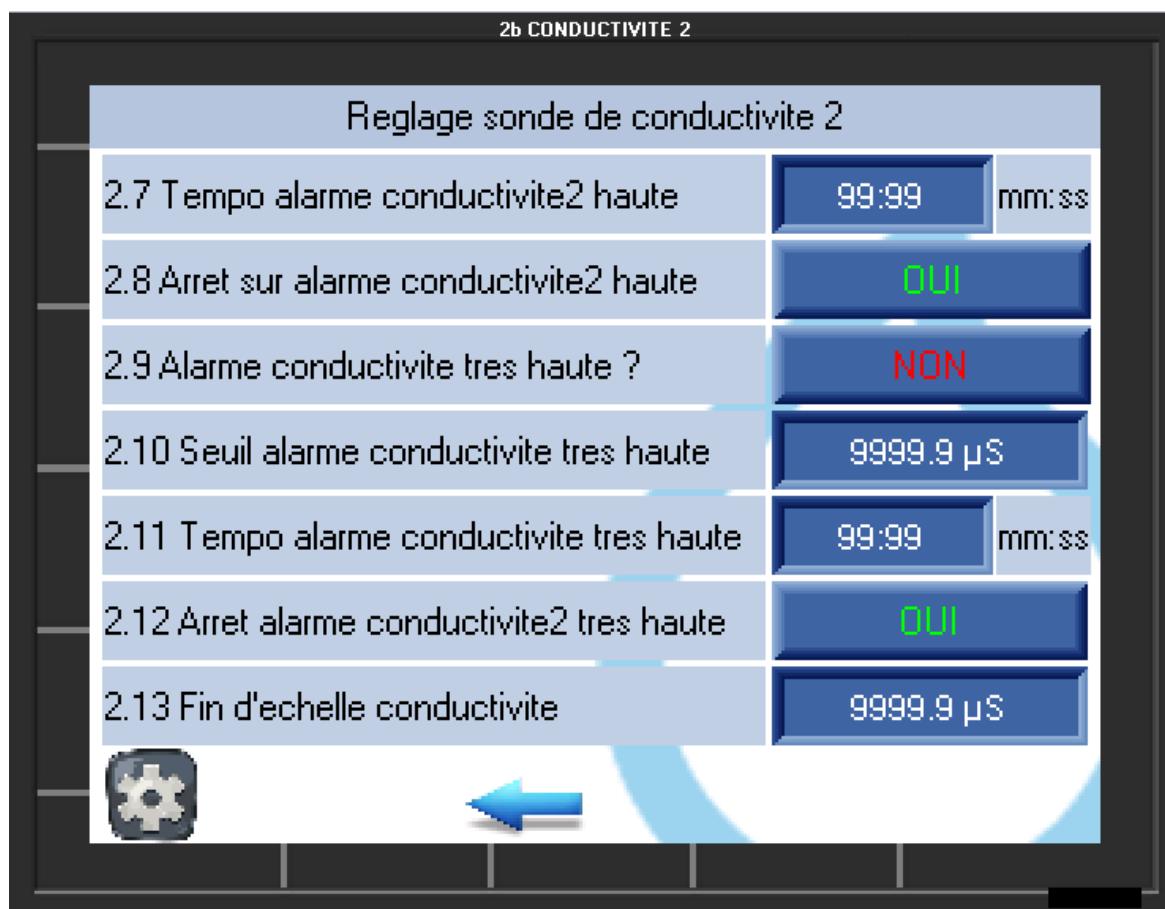 2b CONDUCTIVITE 2
Reglage sonde de conductivite 2
2.7 Tempo alarme conductivite2 haute 99:99 mm:ss
2.8 Arret sur alarme conductivite2 haute OUI
2.9 Alarme conductivite tres haute ? NON
2.10 Seuil alarme conductivite tres haute 9999.9 µS
2.11 Tempo alarme conductivite tres haute 99:99 mm:ss
2.12 Arret alarme conductivite2 tres haute OUI
2.13 Fin d'echelle conductivite 9999.9 µS